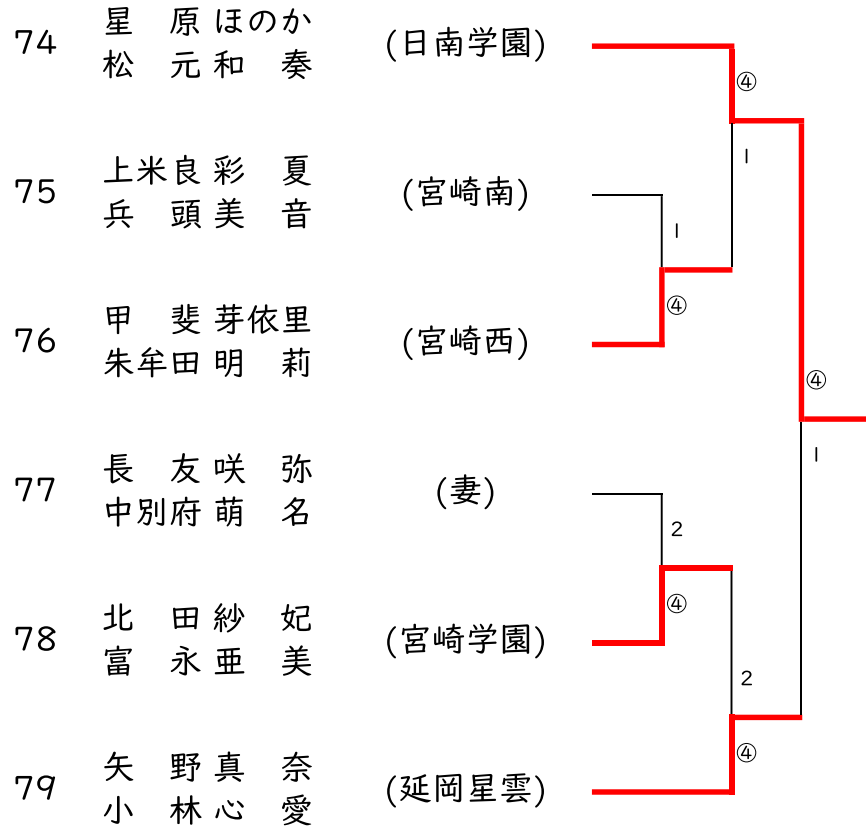 星 原 ほのか
74 (日南学園)
松 元 和 奏
④
1
上米良 彩 夏
75 (宮崎南)
兵 頭 美 音
1
④
甲 斐 芽依里
76 (宮崎西)
朱牟田 明 莉
④
1
長 友 咲 弥
77 (妻)
中別府 萌 名
2
④
北 田 紗 妃
78 (宮崎学園)
富 永 亜 美
2
④
矢 野 真 奈
79 (延岡星雲)
小 林 心 愛